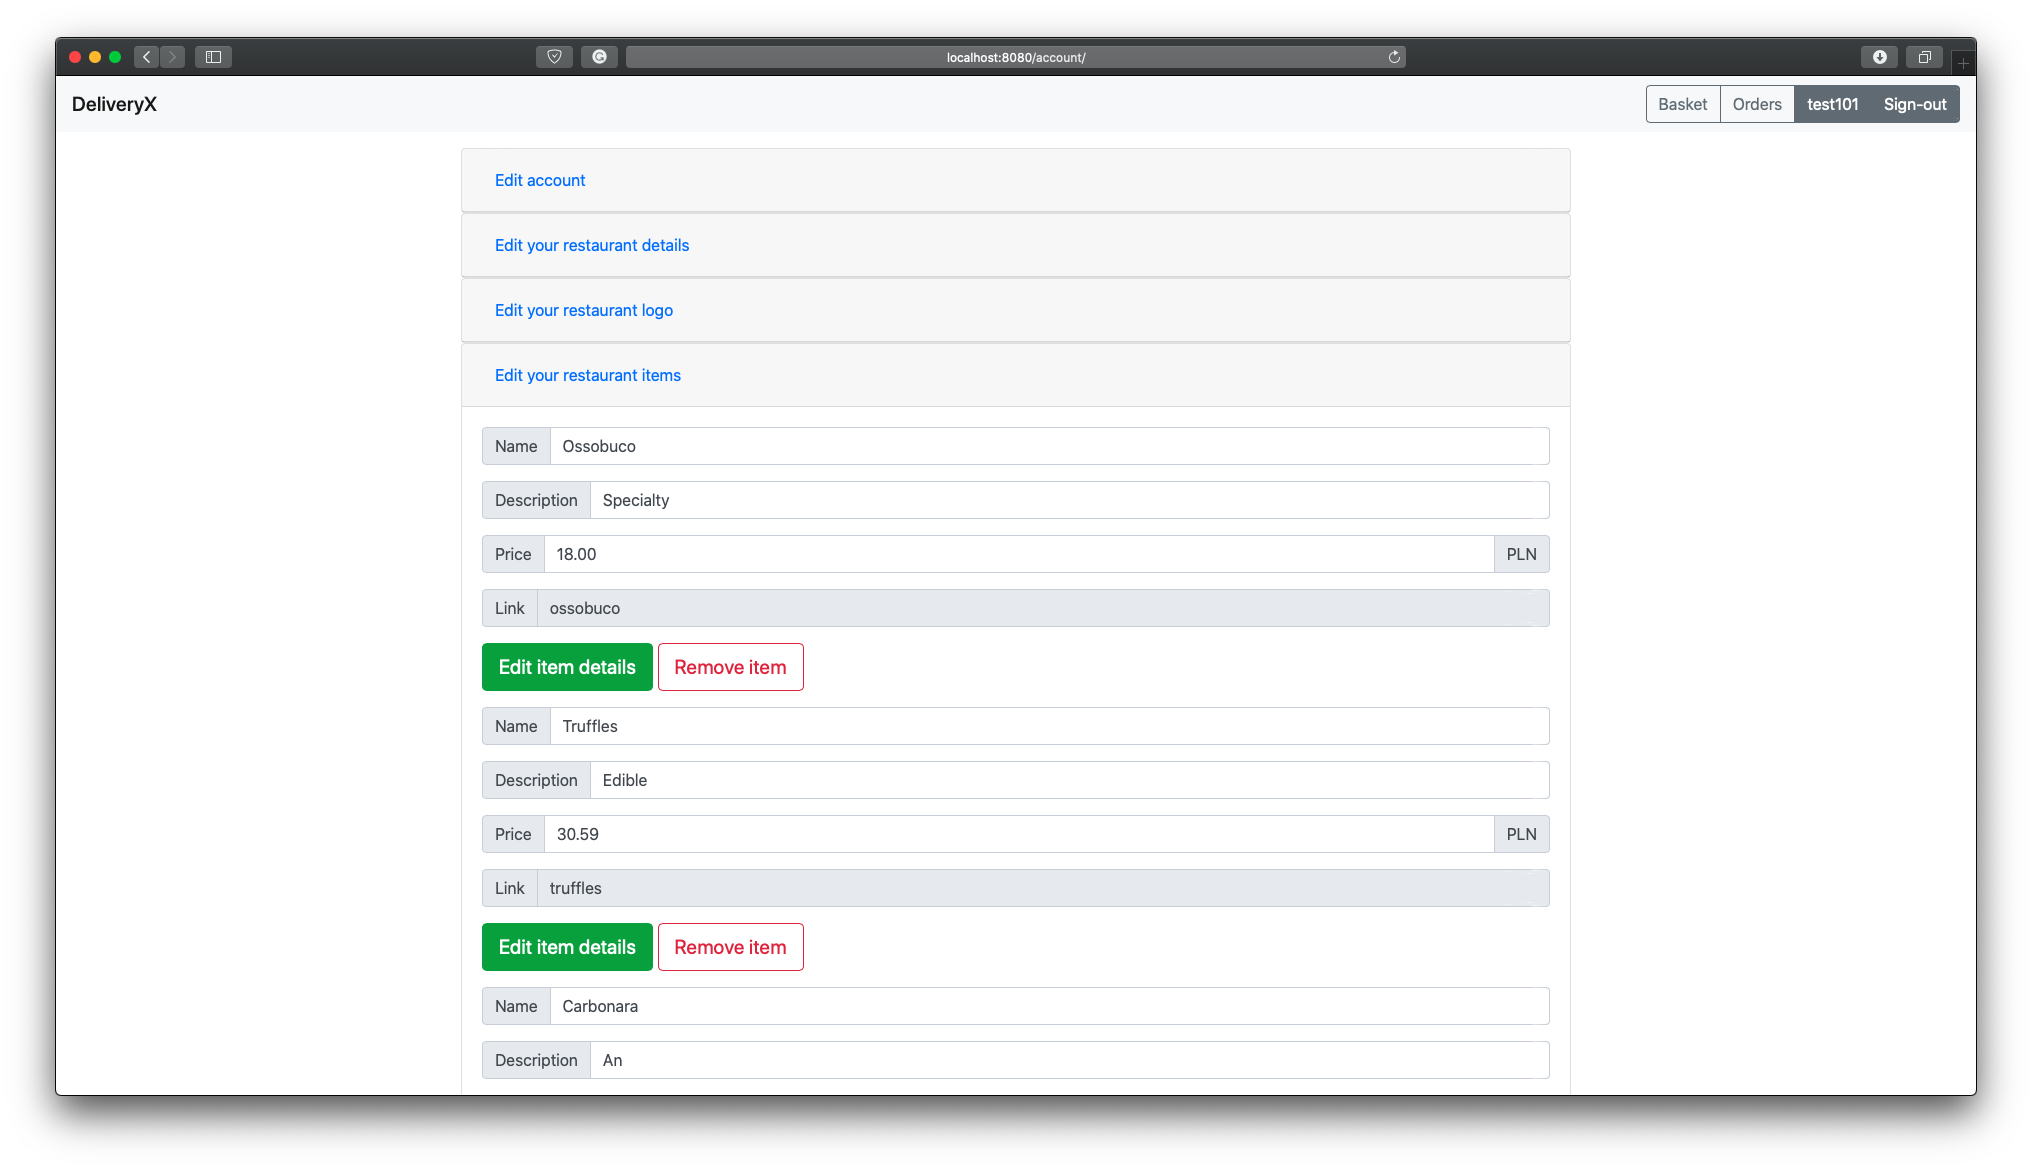 localhost:8080/account/
DeliveryX
Basket Orders test101 Sign-out
Edit account
Edit your restaurant details
Edit your restaurant logo
Edit your restaurant items
Name Ossobuco
Description Specialty
Price 18.00 PLN
Link ossobuco
Edit item details Remove item
Name Truffles
Description Edible
Price 30.59 PLN
Link truffles
Edit item details Remove item
Name Carbonara
Description An